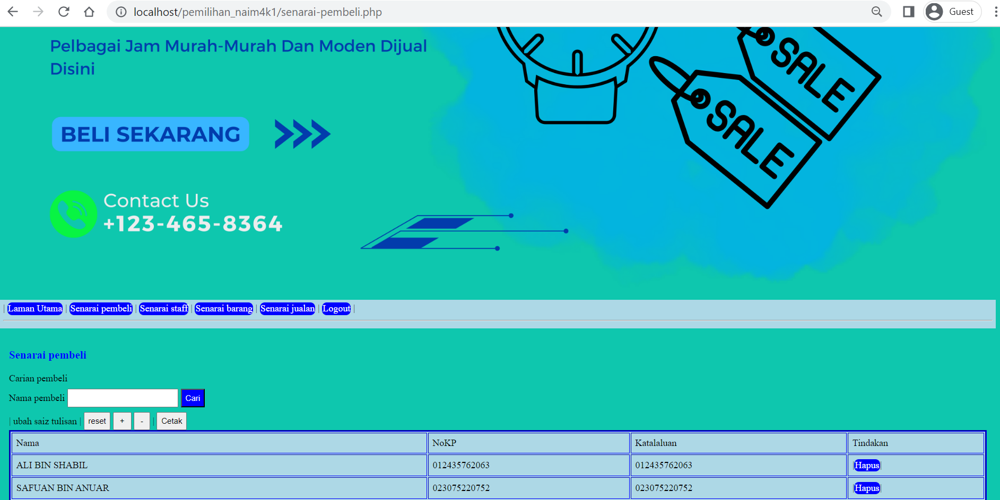 localhost/pemilihan_naim4k1/senarai-pembeli.php
Guest
Pelbagai Jam Murah-Murah Dan Moden Dijual
Disini
SALE
SALE
BELI SEKARANG
Contact Us
+123-465-8364
| Laman Utama | Senarai pembeli | Senarai staff | Senarai barang | Senarai jualan | Logout |
Senarai pembeli
Carian pembeli
Nama pembeli Cari
| ubah saiz tulisan | reset + - | Cetak
Nama NoKP Katalaluan Tindakan
ALI BIN SHABIL 012435762063 012435762063 |Hapus|
SAFUAN BIN ANUAR 023075220752 023075220752 |Hapus|